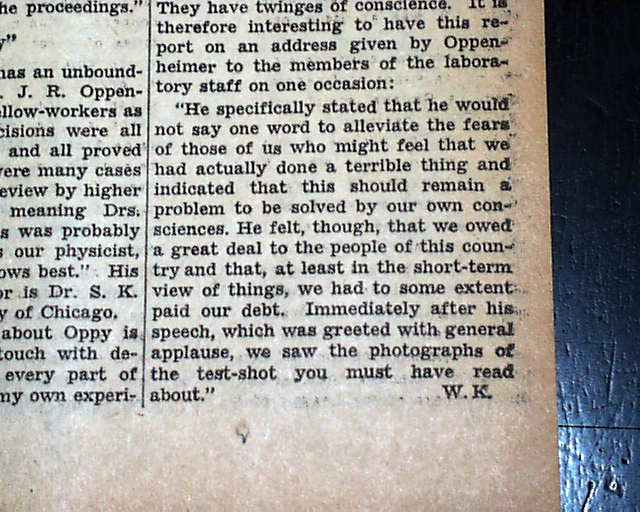 he proceedings."
y"
has an unbound-
. J. R. Oppen-
ellow-workers as
cisions were all
and all proved
were many cases
eview by higher
meaning Drs.
s was probably
s our physicist,
ows best." His
or is Dr. S. K.
y of Chicago.
about Oppy is
touch with de-
every part of
my own experi-
They have twinges of conscience. It is
therefore interesting to have this re-
port on an address given by Oppen-
heimer to the members of the labora-
tory staff on one occasion:
"He specifically stated that he would
not say one word to alleviate the fears
of those of us who might feel that we
had actually done a terrible thing and
indicated that this should remain a
problem to be solved by our own con-
sciences. He felt, though, that we owed
a great deal to the people of this coun-
try and that, at least in the short-term
view of things, we had to some extent
paid our debt. Immediately after his
speech, which was greeted with general
applause, we saw the photographs of
the test-shot you must have read
about." W. K.